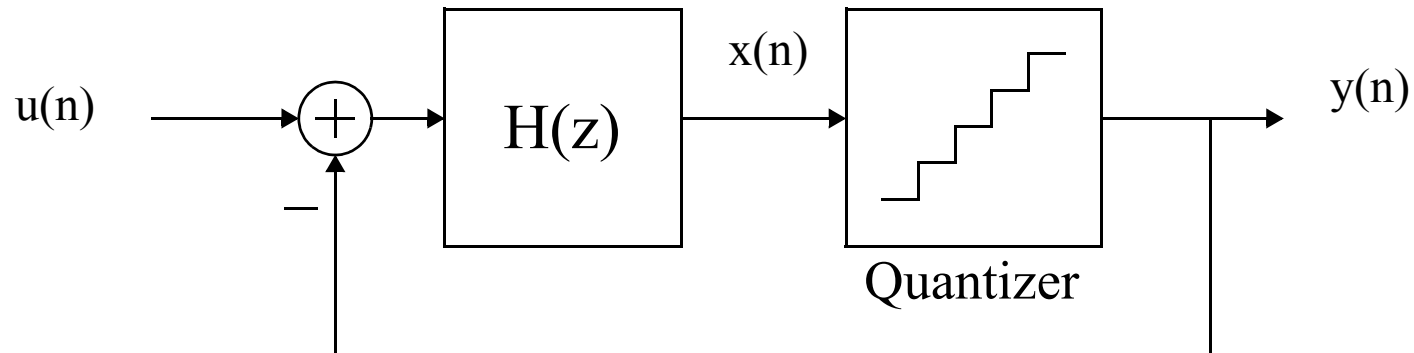 u(n)
+
H(z)
x(n)
Quantizer
y(n)
−